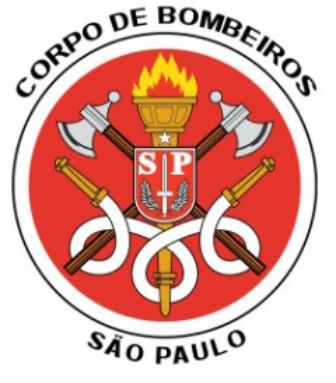 CORPO DE BOMBEIROS
SP
SÃO PAULO